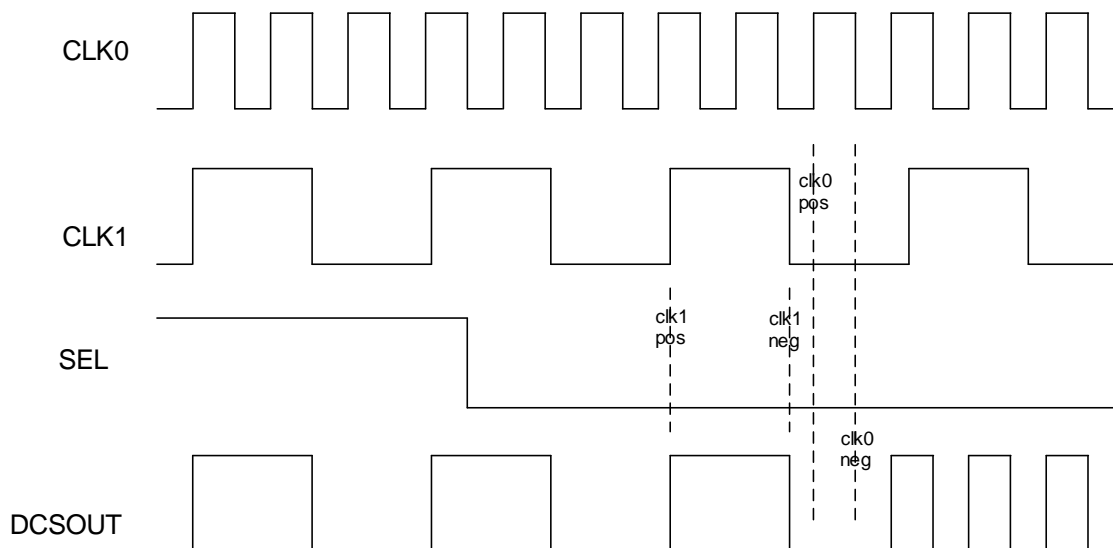 CLK0
clk0
pos
CLK1
clk1
pos
clk1
neg
SEL
clk0
neg
DCSOUT